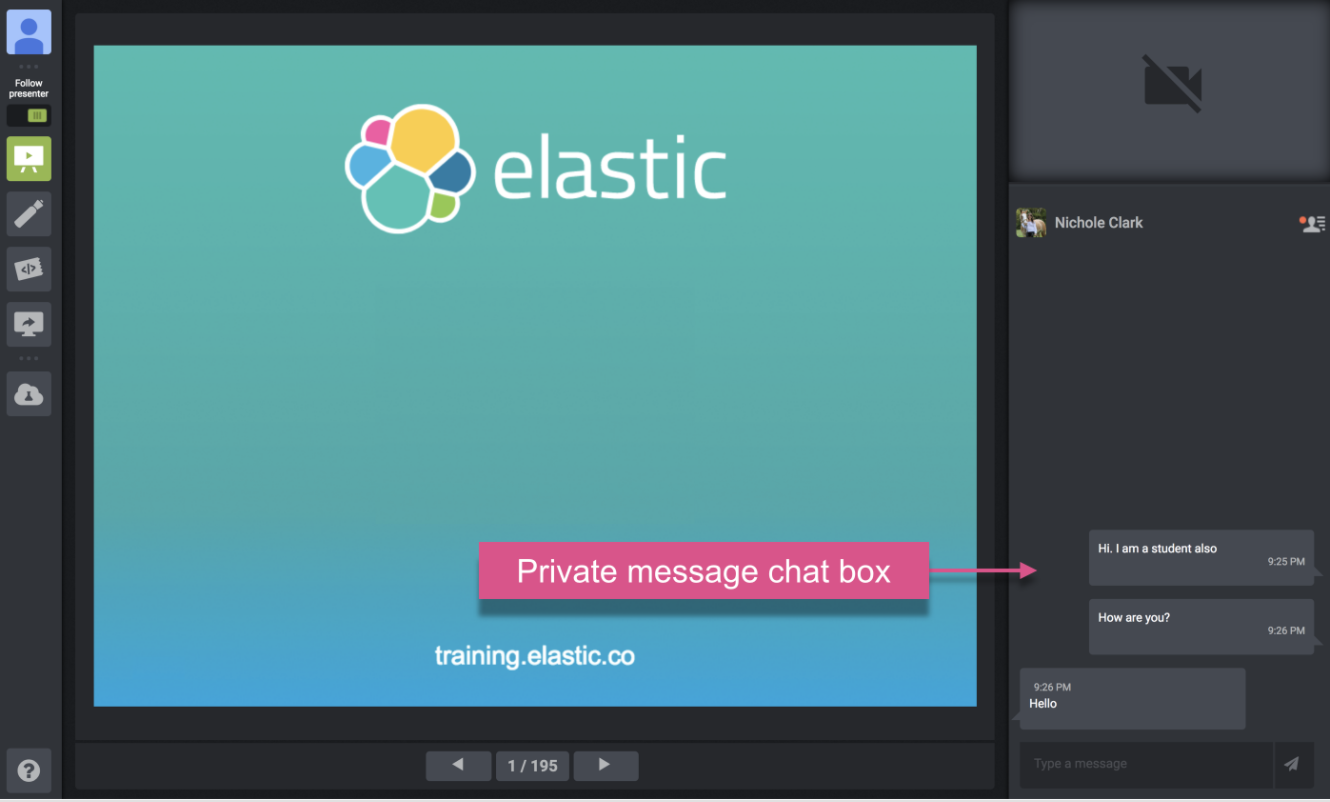 Follow
presenter
elastic
Private message chat box
training.elastic.co
1 / 195
Nichole Clark
Hi. I am a student also
9:25 PM
How are you?
9:26 PM
9:26 PM
Hello
Type a message